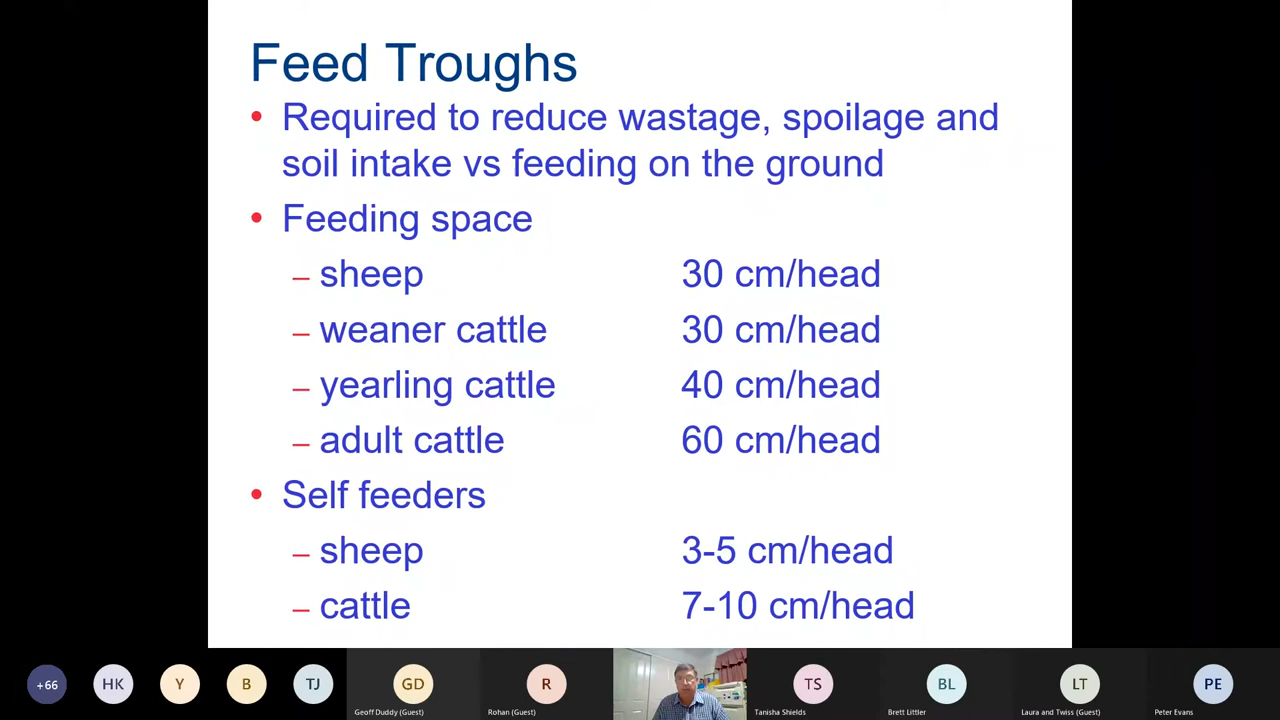 Feed Troughs
• Required to reduce wastage, spoilage and
soil intake vs feeding on the ground
• Feeding space
– sheep 30 cm/head
– weaner cattle 30 cm/head
– yearling cattle 40 cm/head
– adult cattle 60 cm/head
• Self feeders
– sheep 3-5 cm/head
– cattle 7-10 cm/head
+66 HK Y B TJ GD R TS BL LT PE
Geoff Duddy (Guest) Rohan (Guest) Tanisha Shields Brett Littler Laura and Twiss (Guest) Peter Evans